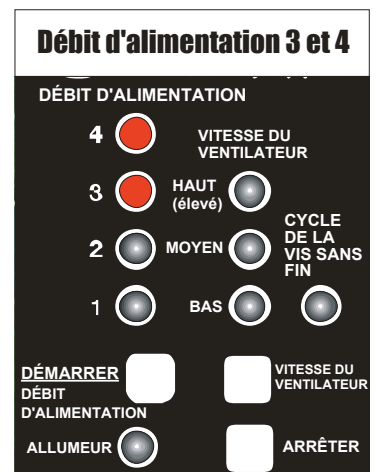 Débit d'alimentation 3 et 4
DÉBIT D'ALIMENTATION
4
VITESSE DU
VENTILATEUR
3
HAUT
(élevé)
CYCLE
DE LA
VIS SANS
FIN
2
MOYEN
1
BAS
DÉMARRER
DÉBIT
D'ALIMENTATION
VITESSE DU
VENTILATEUR
ALLUMEUR
ARRÊTER